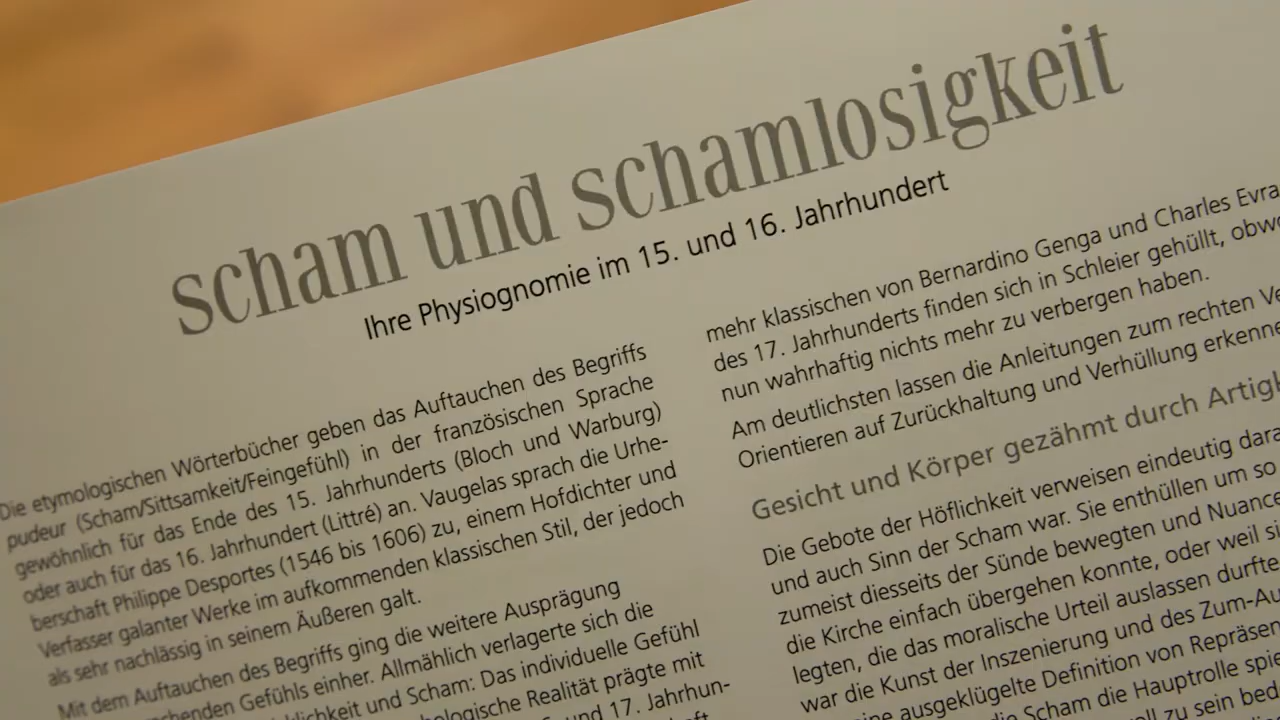 scham und schamlosigkeit
Ihre Physiognomie im 15. und 16. Jahrhundert
Die etymologischen Wörterbücher geben das Auftauchen des Begriffs
pudeur (Scham/Sittsamkeit/Feingefühl) in der französischen Sprache
gewöhnlich für das Ende des 15. Jahrhunderts (Bloch und Warburg)
oder auch für das 16. Jahrhundert (Littré) an. Vaugelas sprach die Urhe-
berschaft Philippe Desportes (1546 bis 1606) zu, einem Hofdichter und
Verfasser galanter Werke im aufkommenden klassischen Stil, der jedoch
als sehr nachlässig in seinem Äußeren galt.
Mit dem Auftauchen des Begriffs ging die weitere Ausprägung
Gefühls einher. Allmählich verlagerte sich die
und Scham: Das individuelle Gefühl
Realität prägte mit
und 17. Jahrhun-
mehr klassischen von Bernardino Genga und Charles
des 17. Jahrhunderts finden sich in Schleier gehüllt,
nun wahrhaftig nichts mehr zu verbergen haben.
Am deutlichsten lassen die Anleitungen zum rechten
Orientieren auf Zurückhaltung und Verhüllung
Gesicht und Körper gezähmt durch
Die Gebote der Höflichkeit verweisen eindeutig
und auch Sinn der Scham war. Sie enthüllen um so
zumeist diesseits der Sünde bewegten und
die Kirche einfach übergehen konnte, oder weil
legten, die das moralische Urteil auslassen
war die Kunst der Inszenierung und des
ausgeklügelte Definition von
Scham die Hauptrolle
zu sein